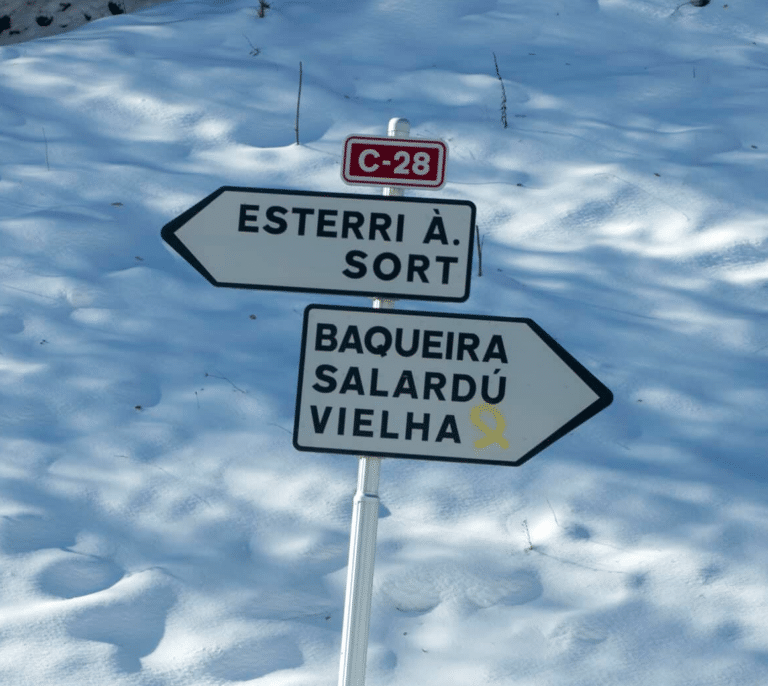 C-28
ESTERRI À.
SORT
BAQUEIRA
SALARDÚ
VIELHA